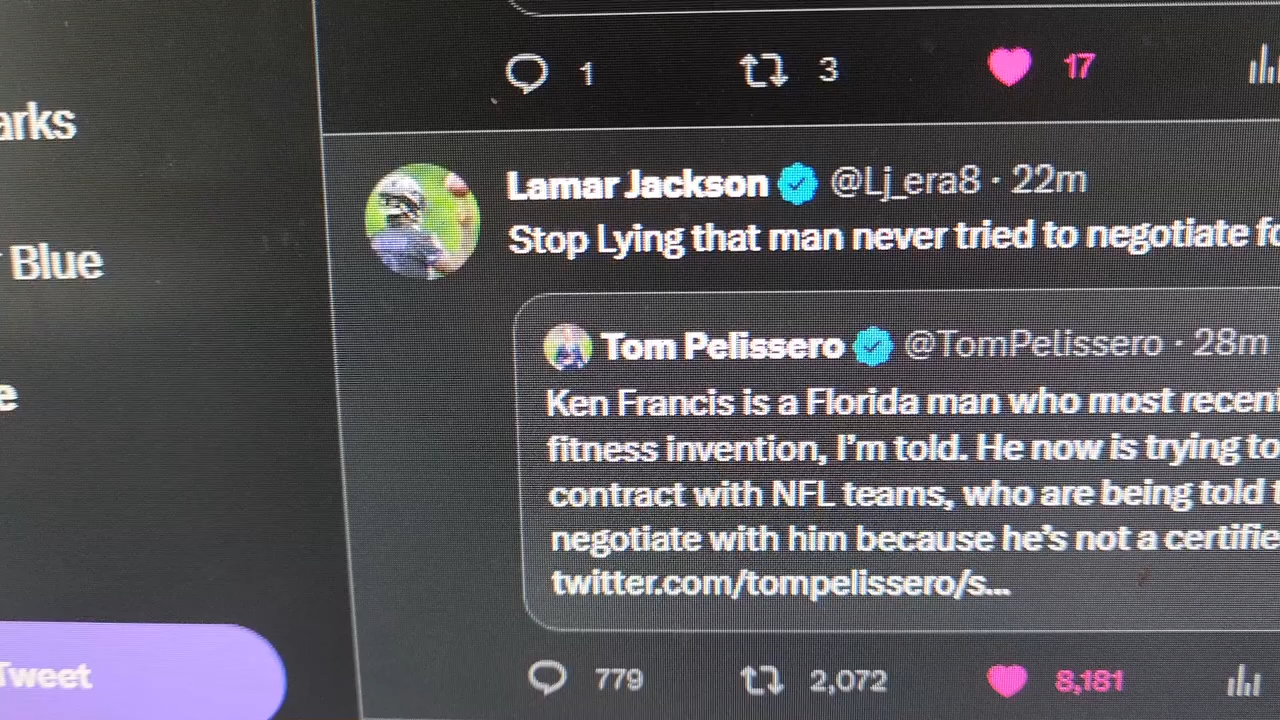 1 3 17
arks
Lamar Jackson @Lj_era8 · 22m
Stop Lying that man never tried to negotiate
Blue
Tom Pelissero @TomPelissero · 28m
Ken Francis is a Florida man who most
e
fitness invention, I'm told. He now is trying to
contract with NFL teams, who are being told
negotiate with him because he's not a
twitter.com/tompelissero/s...
Tweet
779 2,072 8,181